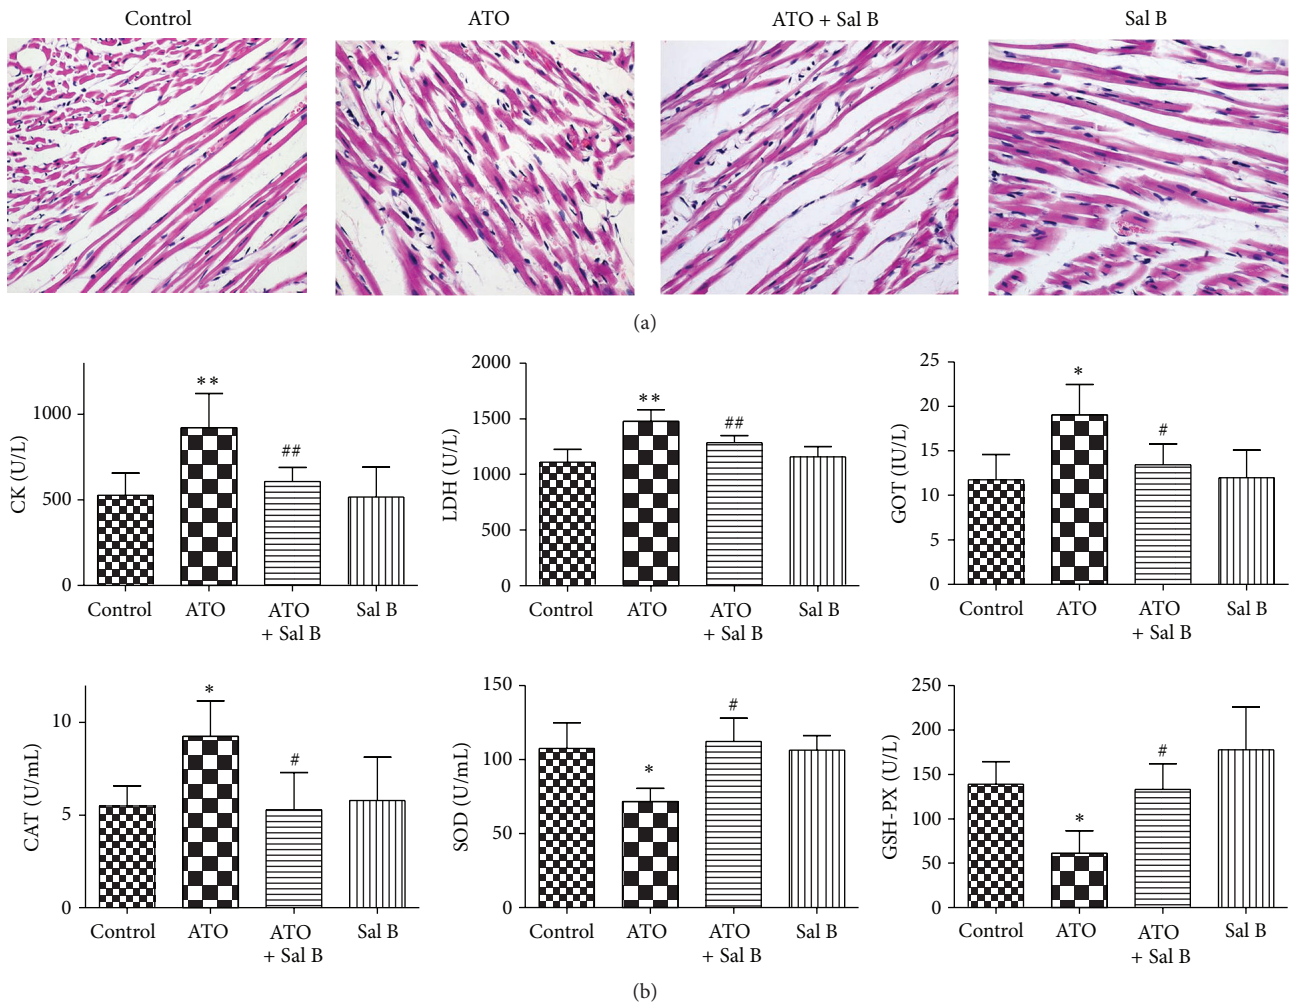 Control
ATO
ATO + Sal B
Sal B
(a)
CK (U/L)
1000
500
0
**
##
Control
ATO
ATO
+ Sal B
Sal B
LDH (U/L)
2000
1500
1000
500
0
**
##
Control
ATO
ATO
+ Sal B
Sal B
GOT (IU/L)
25
20
15
10
5
0
*
#
Control
ATO
ATO
+ Sal B
Sal B
CAT (U/mL)
10
5
0
*
#
Control
ATO
ATO
+ Sal B
Sal B
SOD (U/mL)
150
100
50
0
*
#
Control
ATO
ATO
+ Sal B
Sal B
GSH-PX (U/L)
250
200
150
100
50
0
*
#
Control
ATO
ATO
+ Sal B
Sal B
(b)